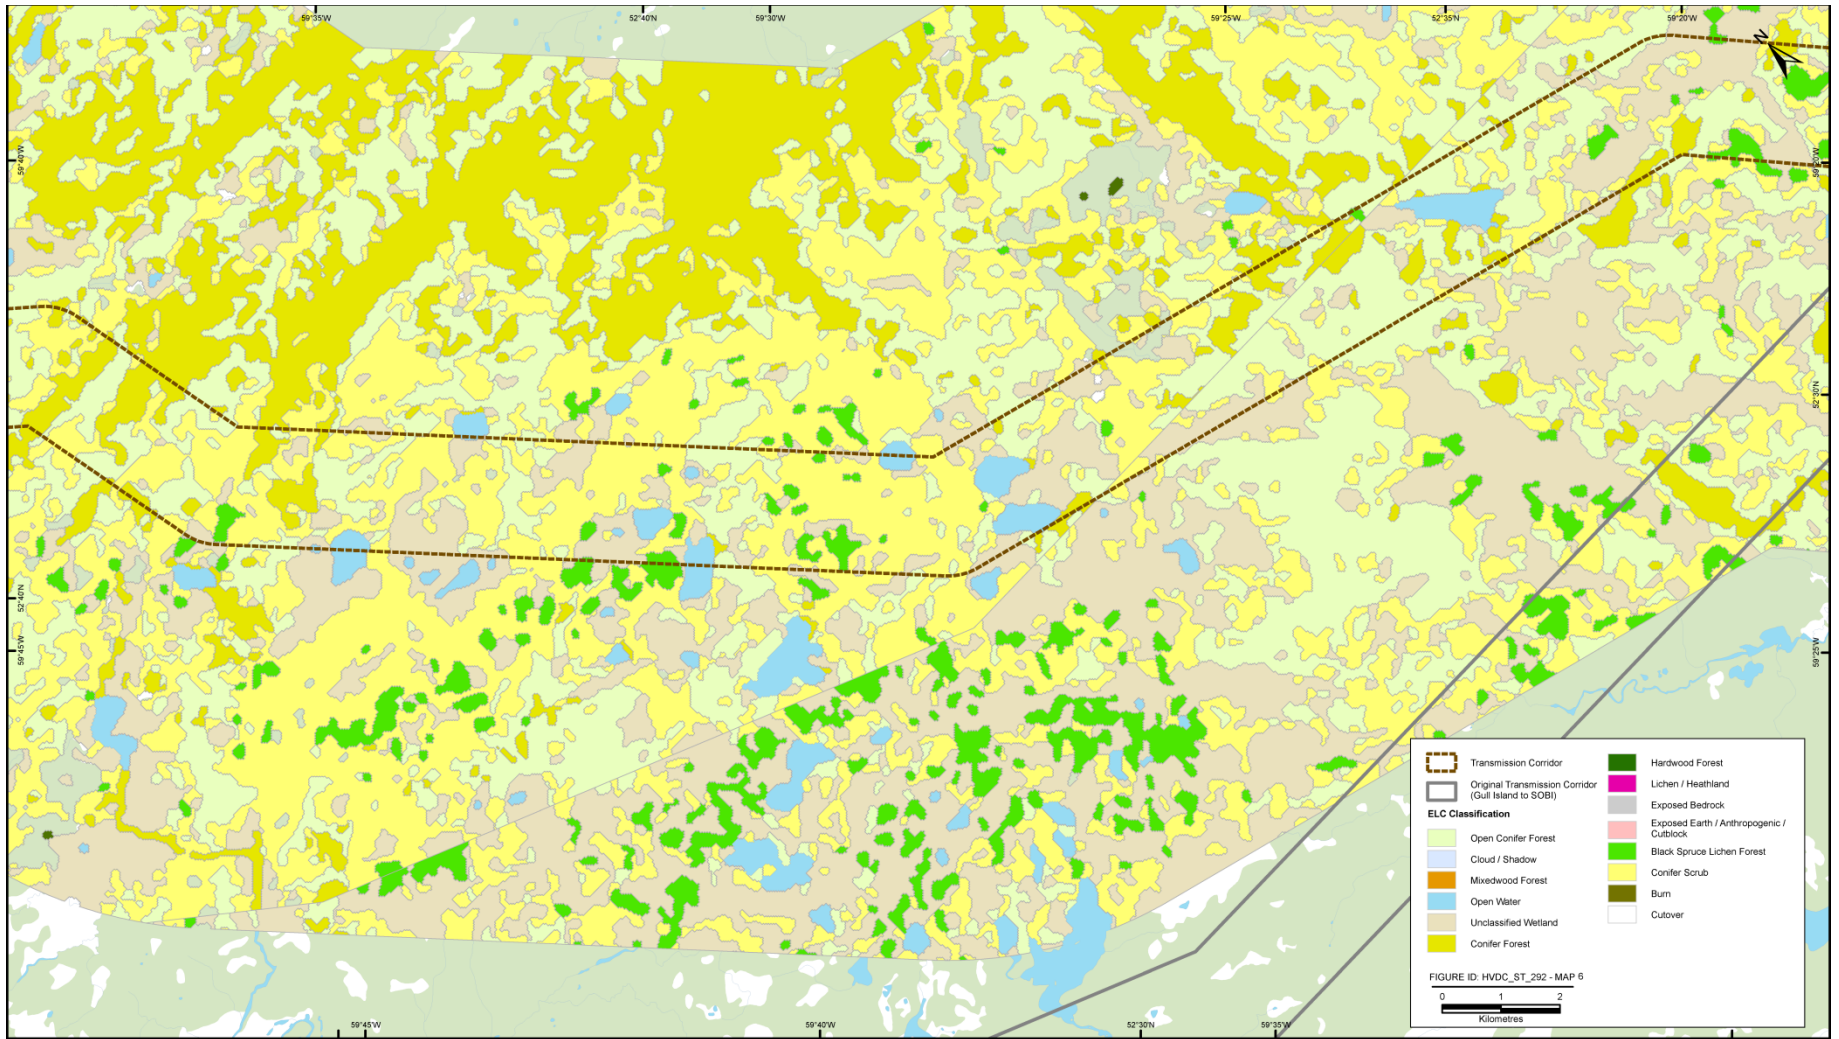 59°35'W
52°40'N
59°30'W
59°25'W
52°35'N
59°20'W
N
59°40'W
59°20'W
52°30'N
52°40'N
59°45'W
59°25'W
Transmission Corridor
Original Transmission Corridor
(Gull Island to SOBI)
ELC Classification
Open Conifer Forest
Cloud / Shadow
Mixedwood Forest
Open Water
Unclassified Wetland
Conifer Forest
Hardwood Forest
Lichen / Heathland
Exposed Bedrock
Exposed Earth / Anthropogenic /
Cutblock
Black Spruce Lichen Forest
Conifer Scrub
Burn
Cutover
FIGURE ID: HVDC_ST_292 - MAP 6
0 1 2
Kilometres
59°45'W
59°40'W
52°30'N
59°35'W